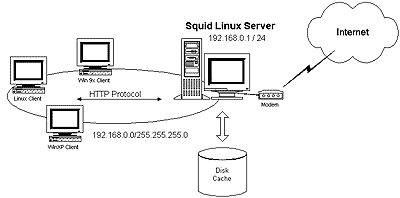 Squid Linux Server
192.168.0.1 / 24
Internet
Win9x Client
Linux Client
HTTP Protocol
Modem
192.168.0.0/255.255.255.0
WinXP Client
Disk
Cache